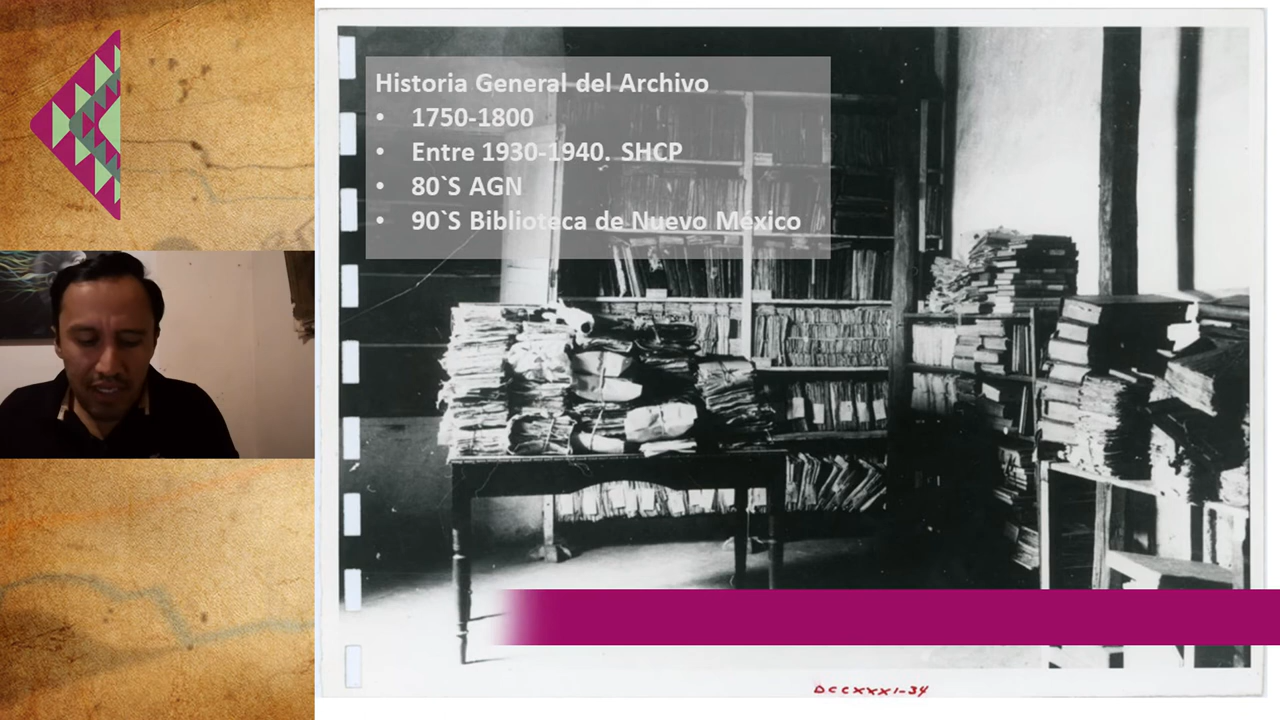 Historia General del Archivo
• 1750-1800
• Entre 1930-1940. SHCP
• 80`S AGN
• 90`S Biblioteca de Nuevo México
DCCXXXI-34